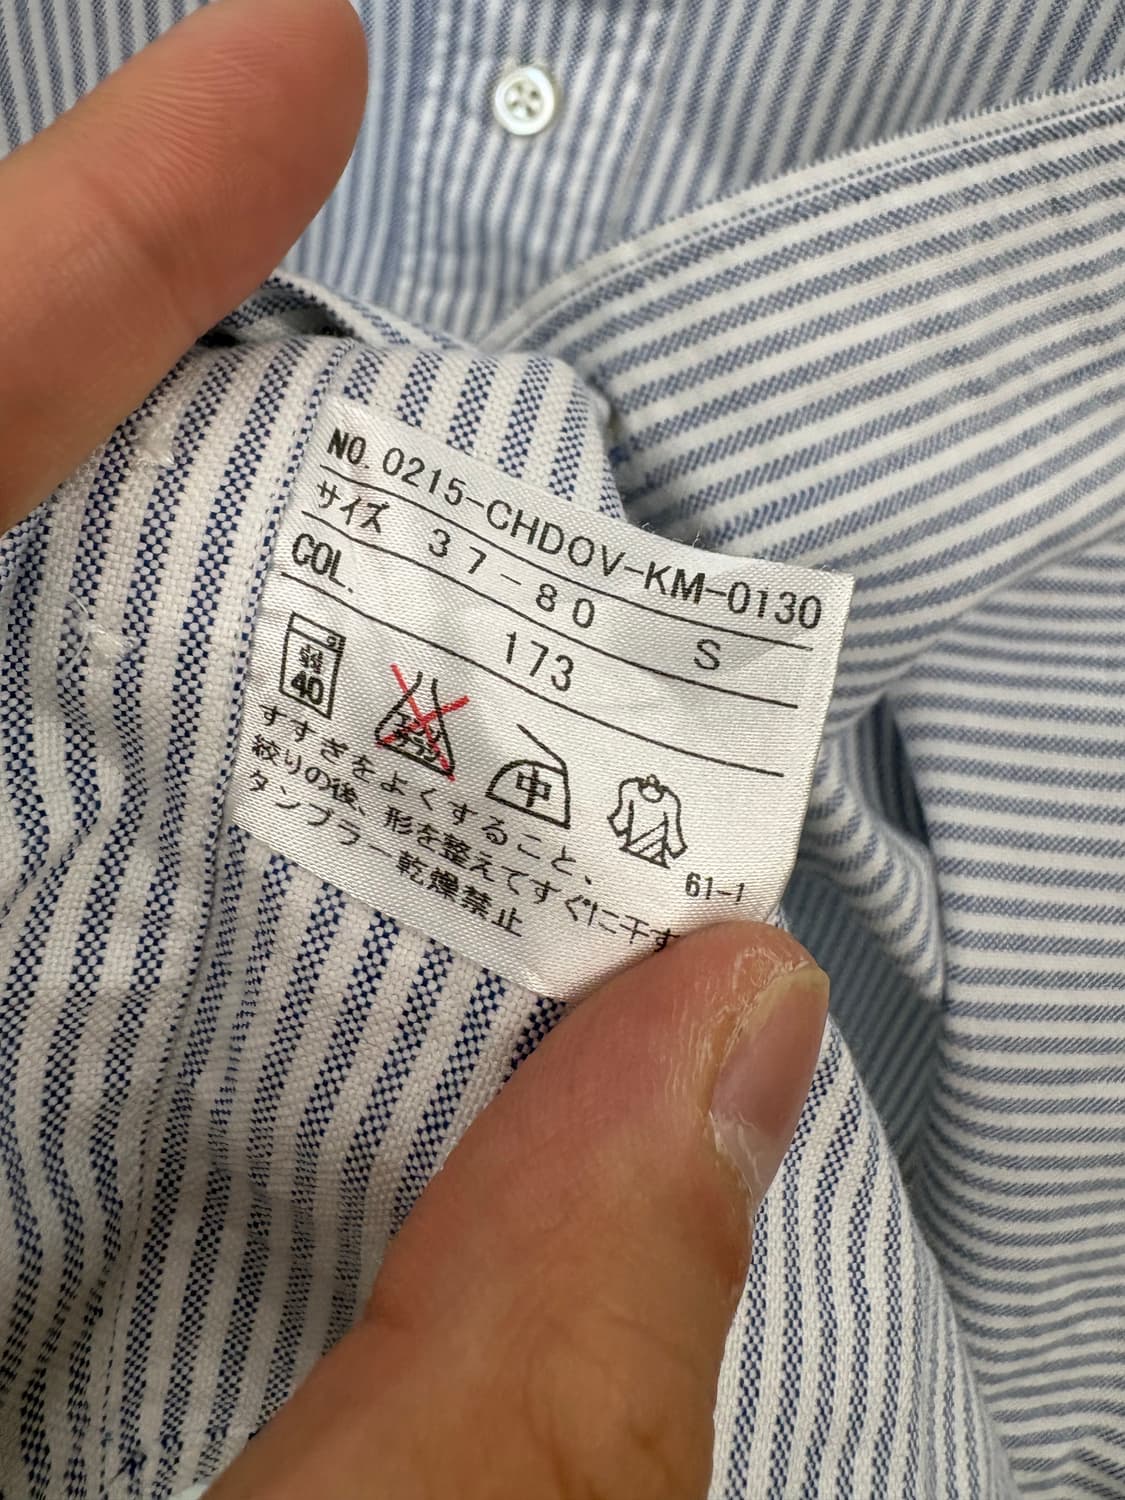 NO. 0215-CHDOV-KM-0130
サイズ 37-80 S
COL. 173
弱 40
中
61-1
すすぎをよくすること、
絞りの後、形を整えてすぐに干す
タンブラー乾燥禁止